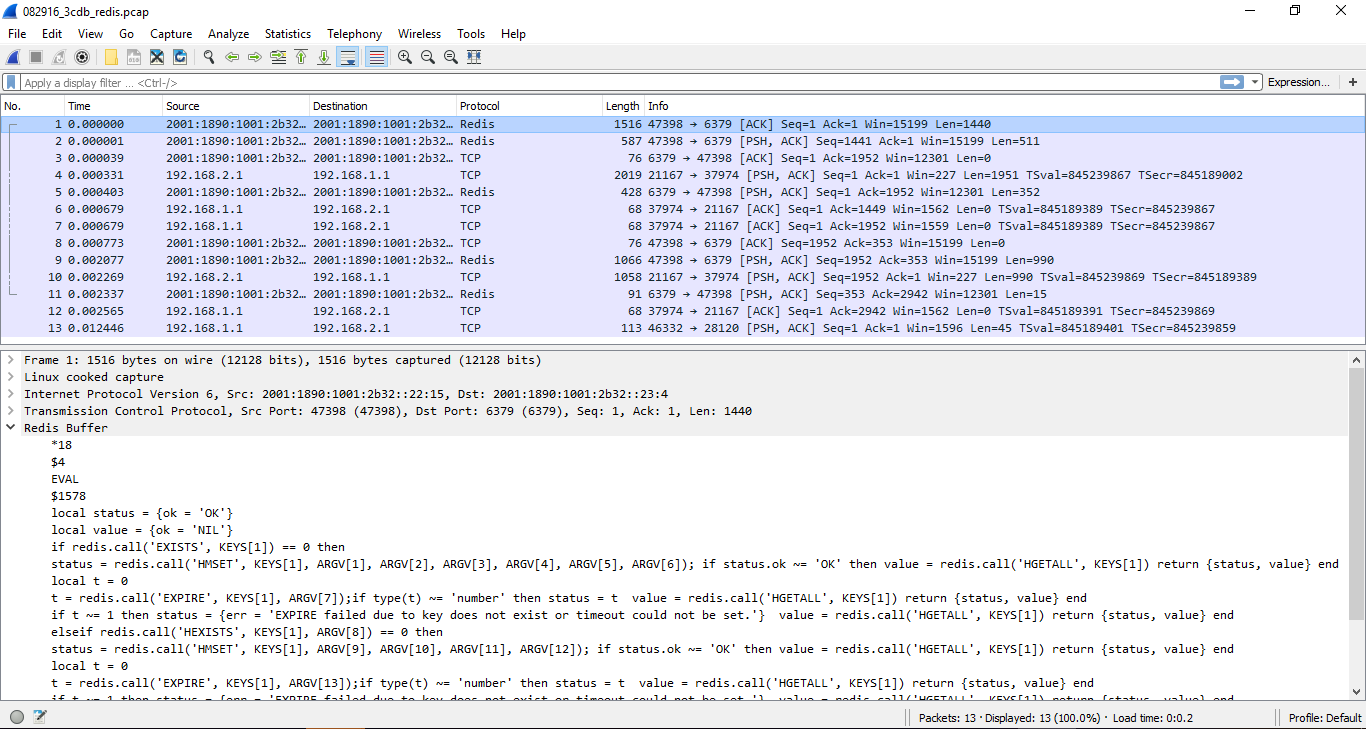 082916_3cdb_redis.pcap
File Edit View Go Capture Analyze Statistics Telephony Wireless Tools Help
Apply a display filter ... <Ctrl-/> Expression... +
No. Time Source Destination Protocol Length Info
1 0.000000 2001:1890:1001:2b32… 2001:1890:1001:2b32… Redis 1516 47398 → 6379 [ACK] Seq=1 Ack=1 Win=15199 Len=1440
2 0.000001 2001:1890:1001:2b32… 2001:1890:1001:2b32… Redis 587 47398 → 6379 [PSH, ACK] Seq=1441 Ack=1 Win=15199 Len=511
3 0.000039 2001:1890:1001:2b32… 2001:1890:1001:2b32… TCP 76 6379 → 47398 [ACK] Seq=1 Ack=1952 Win=12301 Len=0
4 0.000331 192.168.2.1 192.168.1.1 TCP 2019 21167 → 37974 [PSH, ACK] Seq=1 Ack=1 Win=227 Len=1951 TSval=845239867 TSecr=845189002
5 0.000403 2001:1890:1001:2b32… 2001:1890:1001:2b32… Redis 428 6379 → 47398 [PSH, ACK] Seq=1 Ack=1952 Win=12301 Len=352
6 0.000679 192.168.1.1 192.168.2.1 TCP 68 37974 → 21167 [ACK] Seq=1 Ack=1449 Win=1562 Len=0 TSval=845189389 TSecr=845239867
7 0.000679 192.168.1.1 192.168.2.1 TCP 68 37974 → 21167 [ACK] Seq=1 Ack=1952 Win=1559 Len=0 TSval=845189389 TSecr=845239867
8 0.000773 2001:1890:1001:2b32… 2001:1890:1001:2b32… TCP 76 47398 → 6379 [ACK] Seq=1952 Ack=353 Win=15199 Len=0
9 0.002077 2001:1890:1001:2b32… 2001:1890:1001:2b32… Redis 1066 47398 → 6379 [PSH, ACK] Seq=1952 Ack=353 Win=15199 Len=990
10 0.002269 192.168.2.1 192.168.1.1 TCP 1058 21167 → 37974 [PSH, ACK] Seq=1952 Ack=1 Win=227 Len=990 TSval=845239869 TSecr=845189389
11 0.002337 2001:1890:1001:2b32… 2001:1890:1001:2b32… Redis 91 6379 → 47398 [PSH, ACK] Seq=353 Ack=2942 Win=12301 Len=15
12 0.002565 192.168.1.1 192.168.2.1 TCP 68 37974 → 21167 [ACK] Seq=1 Ack=2942 Win=1562 Len=0 TSval=845189391 TSecr=845239869
13 0.012446 192.168.1.1 192.168.2.1 TCP 113 46332 → 28120 [PSH, ACK] Seq=1 Ack=1 Win=1596 Len=45 TSval=845189401 TSecr=845239859
Frame 1: 1516 bytes on wire (12128 bits), 1516 bytes captured (12128 bits)
Linux cooked capture
Internet Protocol Version 6, Src: 2001:1890:1001:2b32::22:15, Dst: 2001:1890:1001:2b32::23:4
Transmission Control Protocol, Src Port: 47398 (47398), Dst Port: 6379 (6379), Seq: 1, Ack: 1, Len: 1440
Redis Buffer
*18
$4
EVAL
$1578
local status = {ok = 'OK'}
local value = {ok = 'NIL'}
if redis.call('EXISTS', KEYS[1]) == 0 then
status = redis.call('HMSET', KEYS[1], ARGV[1], ARGV[2], ARGV[3], ARGV[4], ARGV[5], ARGV[6]); if status.ok ~= 'OK' then value = redis.call('HGETALL', KEYS[1]) return {status, value} end
local t = 0
t = redis.call('EXPIRE', KEYS[1], ARGV[7]);if type(t) ~= 'number' then status = t  value = redis.call('HGETALL', KEYS[1]) return {status, value} end
if t ~= 1 then status = {err = 'EXPIRE failed due to key does not exist or timeout could not be set.'}  value = redis.call('HGETALL', KEYS[1]) return {status, value} end
elseif redis.call('HEXISTS', KEYS[1], ARGV[8]) == 0 then
status = redis.call('HMSET', KEYS[1], ARGV[9], ARGV[10], ARGV[11], ARGV[12]); if status.ok ~= 'OK' then value = redis.call('HGETALL', KEYS[1]) return {status, value} end
local t = 0
t = redis.call('EXPIRE', KEYS[1], ARGV[13]);if type(t) ~= 'number' then status = t  value = redis.call('HGETALL', KEYS[1]) return {status, value} end
if t ~= 1 then status = {err = 'EXPIRE failed due to key does not exist or timeout could not be set.'}  value = redis.call('HGETALL', KEYS[1]) return {status, value} end
Packets: 13 · Displayed: 13 (100.0%) · Load time: 0:0.2 Profile: Default